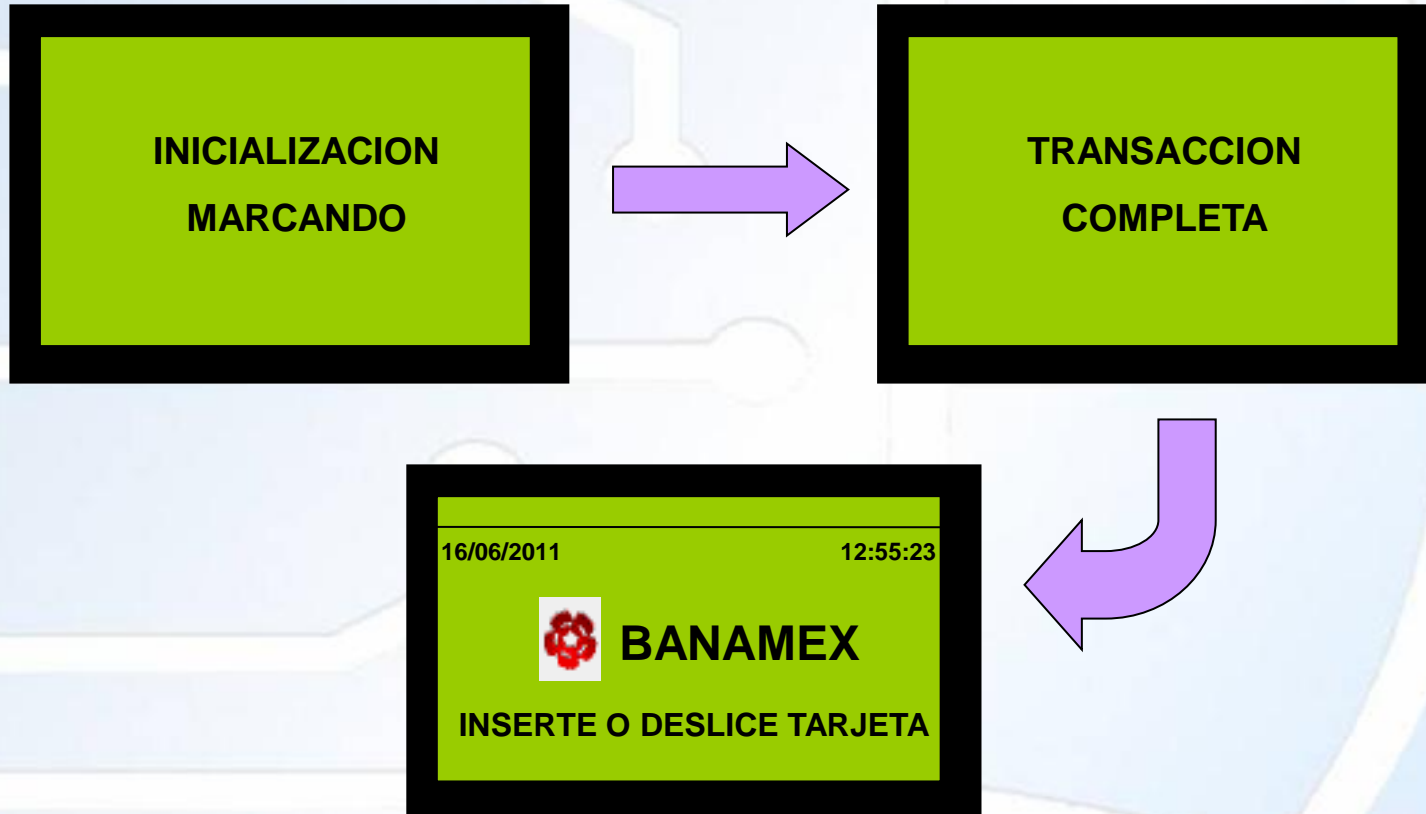 INICIALIZACION
MARCANDO
TRANSACCION
COMPLETA
16/06/2011 12:55:23
BANAMEX
INSERTE O DESLICE TARJETA